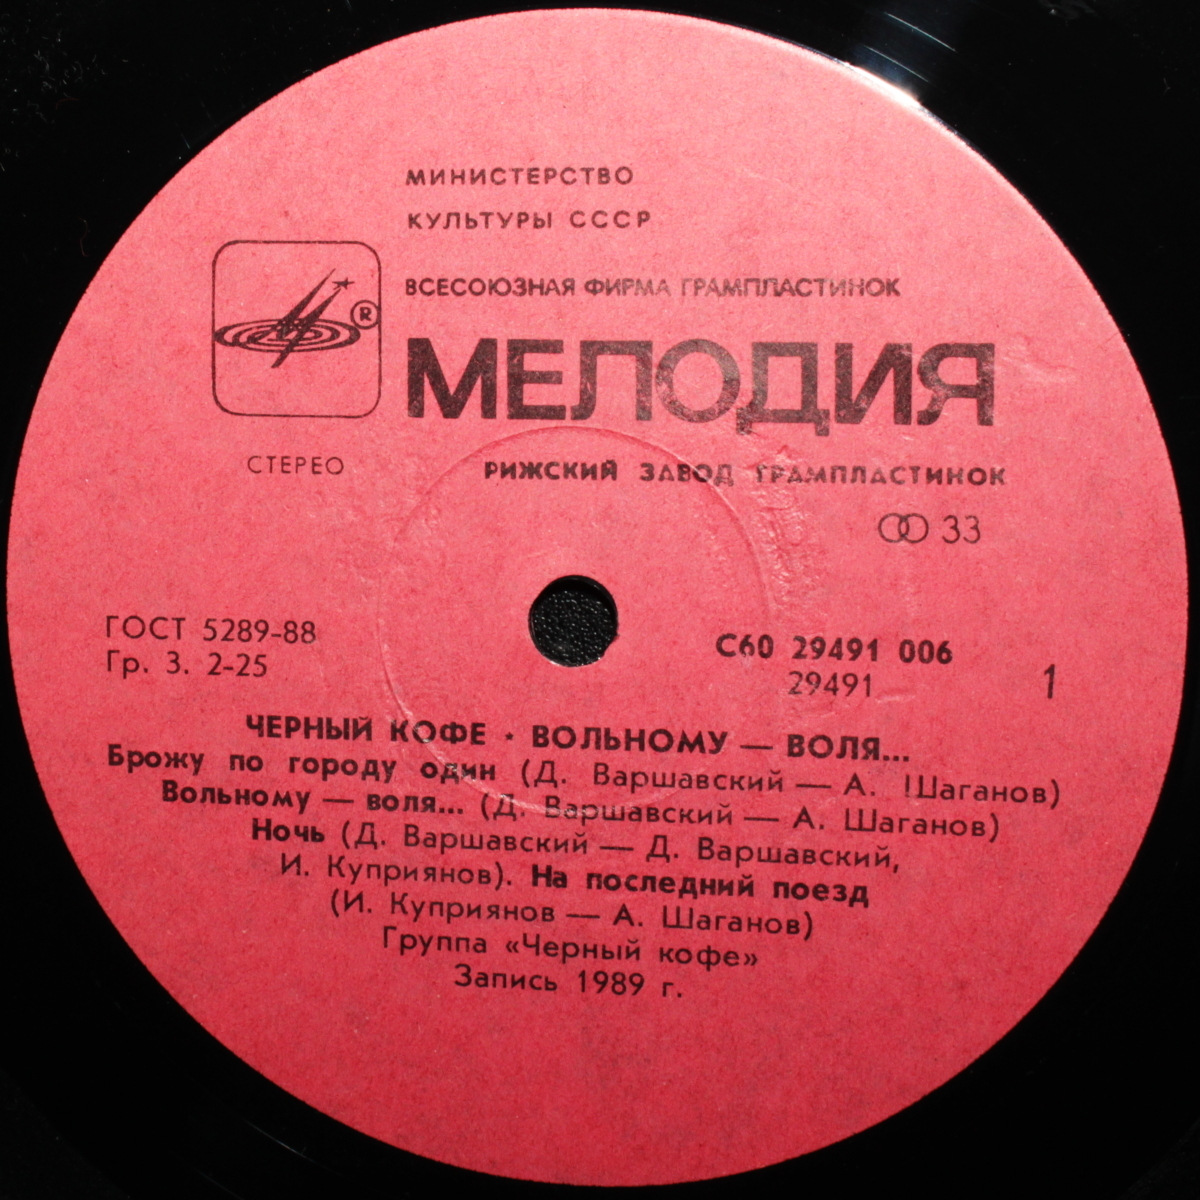 МИНИСТЕРСТВО
КУЛЬТУРЫ СССР
ВСЕСОЮЗНАЯ ФИРМА ГРАМПЛАСТИНОК
®
МЕЛОДИЯ
СТЕРЕО
РИЖСКИЙ ЗАВОД ГРАМПЛАСТИНОК
33
ГОСТ 5289-88
Гр. 3. 2-25
С60 29491 006
29491
1
ЧЕРНЫЙ КОФЕ · ВОЛЬНОМУ — ВОЛЯ...
Брожу по городу один (Д. Варшавский — А. Шаганов)
Вольному — воля... (Д. Варшавский — А. Шаганов)
Ночь (Д. Варшавский — Д. Варшавский,
И. Куприянов). На последний поезд
(И. Куприянов — А. Шаганов)
Группа «Черный кофе»
Запись 1989 г.